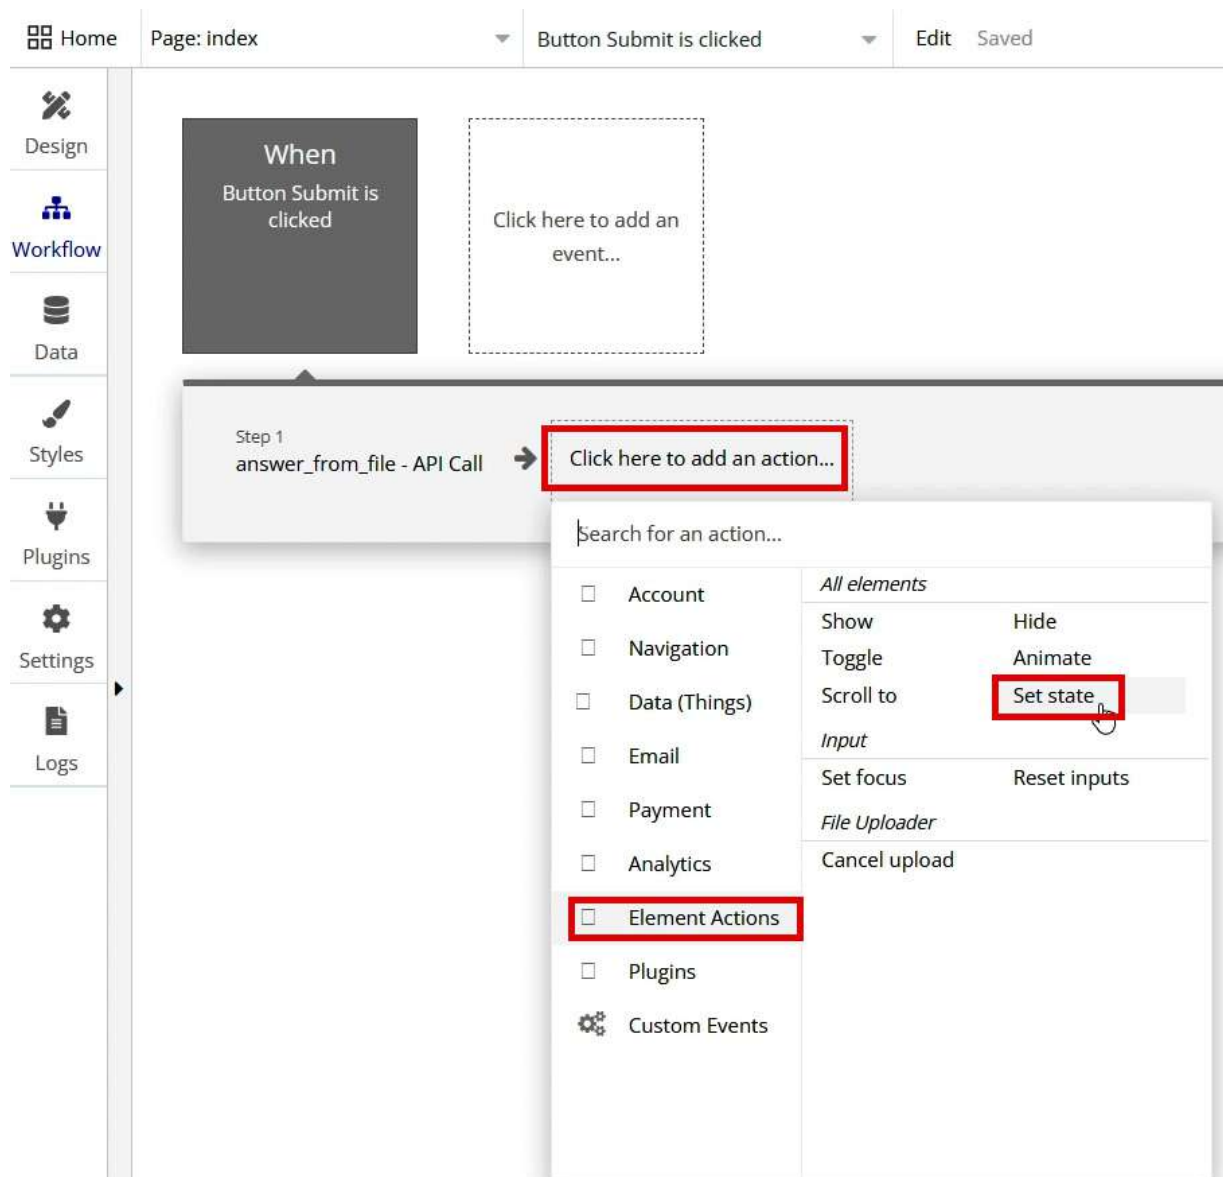 Home
Page: index
Button Submit is clicked
Edit
Saved
Design
Workflow
Data
Styles
Plugins
Settings
Logs
When
Button Submit is
clicked
Click here to add an
event...
Step 1
answer_from_file - API Call
Click here to add an action...
Search for an action...
Account
Navigation
Data (Things)
Email
Payment
Analytics
Element Actions
Plugins
Custom Events
All elements
Show
Hide
Toggle
Animate
Scroll to
Set state
Input
Set focus
Reset inputs
File Uploader
Cancel upload